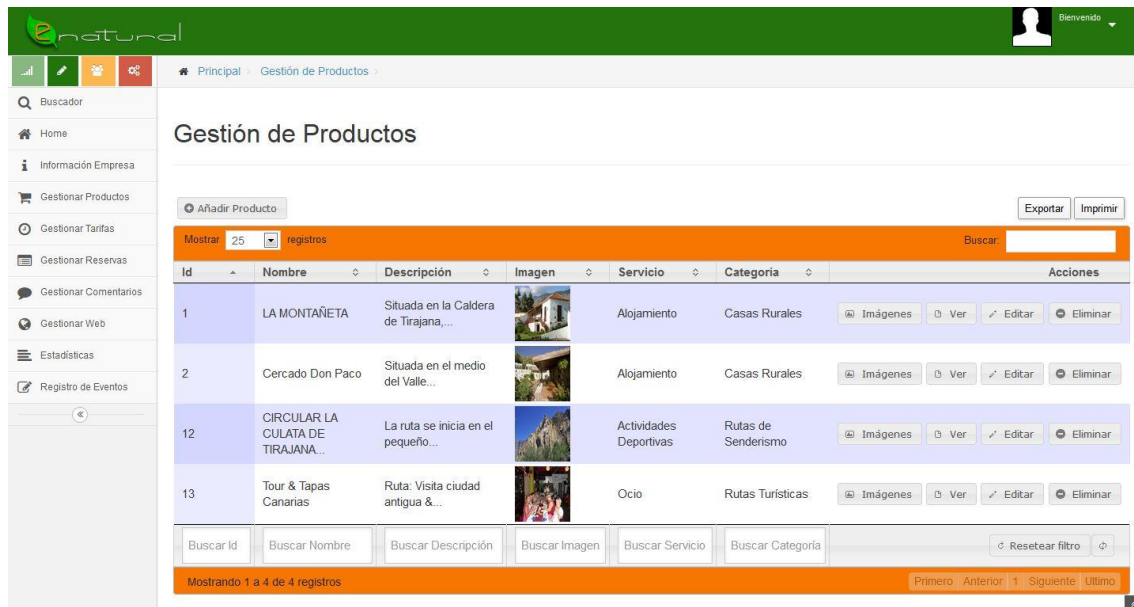 enatural
Bienvenido
Principal Gestión de Productos
Buscador
Home
Información Empresa
Gestionar Productos
Gestionar Tarifas
Gestionar Reservas
Gestionar Comentarios
Gestionar Web
Estadísticas
Registro de Eventos
Gestión de Productos
Añadir Producto
Exportar Imprimir
Mostrar 25 registros Buscar:
Id Nombre Descripción Imagen Servicio Categoría Acciones
1 LA MONTAÑETA Situada en la Caldera de Tirajana,... Alojamiento Casas Rurales Imágenes Ver Editar Eliminar
2 Cercado Don Paco Situada en el medio del Valle... Alojamiento Casas Rurales Imágenes Ver Editar Eliminar
12 CIRCULAR LA CULATA DE TIRAJANA... La ruta se inicia en el pequeño... Actividades Deportivas Rutas de Senderismo Imágenes Ver Editar Eliminar
13 Tour & Tapas Canarias Ruta: Visita ciudad antigua &... Ocio Rutas Turísticas Imágenes Ver Editar Eliminar
Buscar Id Buscar Nombre Buscar Descripción Buscar Imagen Buscar Servicio Buscar Categoría Resetear filtro
Mostrando 1 a 4 de 4 registros
Primero Anterior 1 Siguiente Ultimo